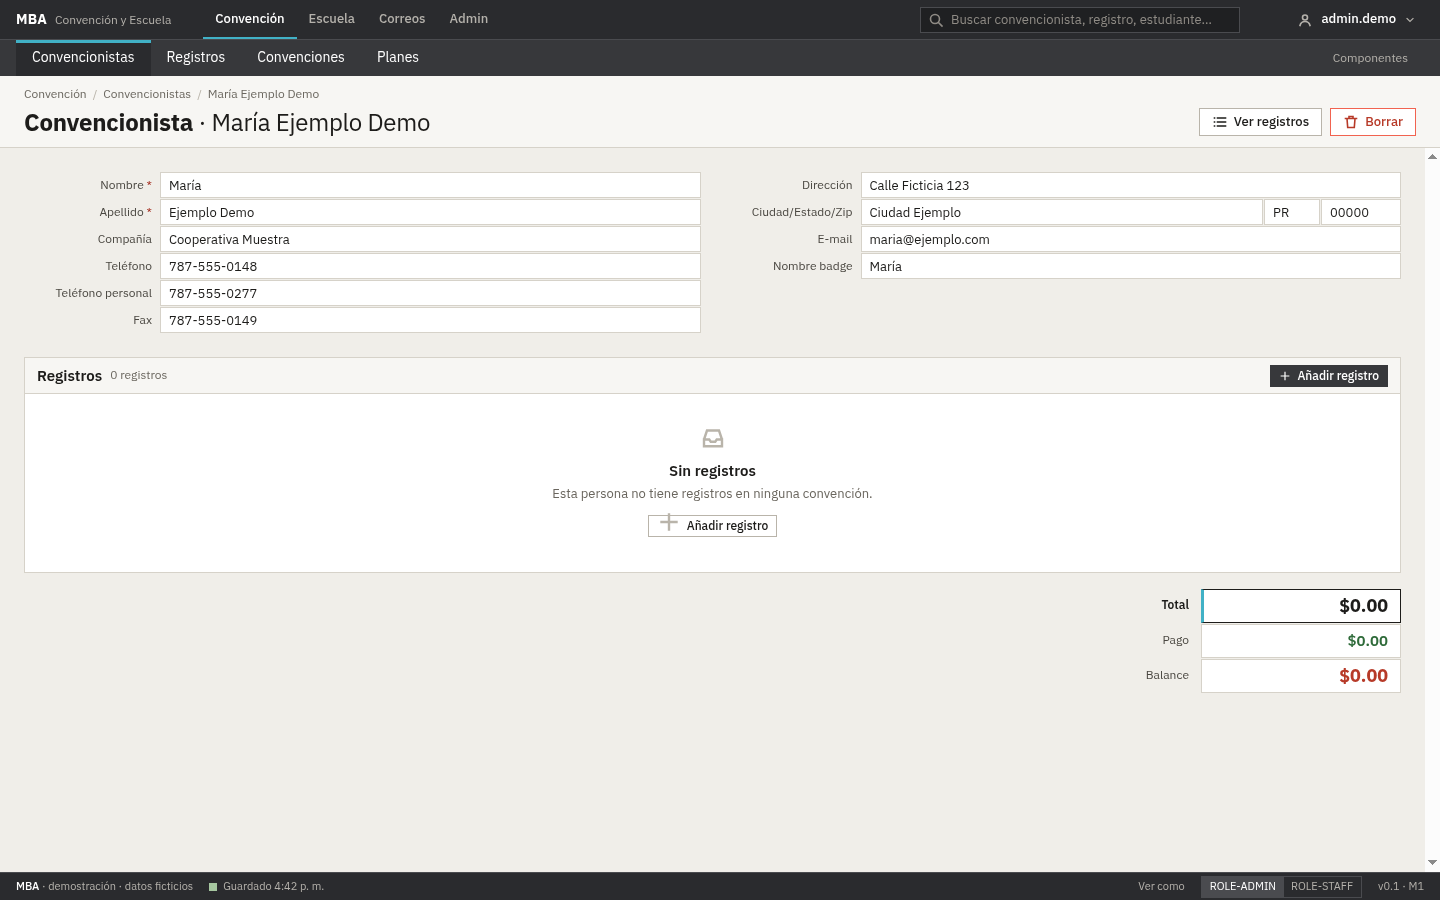 MBA Convención y Escuela Convención Escuela Correos Admin Buscar convencionista, registro, estudiante... admin.demo
Convencionistas Registros Convenciones Planes Componentes
Convención / Convencionistas / María Ejemplo Demo
Convencionista · María Ejemplo Demo Ver registros Borrar
Nombre * María Dirección Calle Ficticia 123
Apellido * Ejemplo Demo Ciudad/Estado/Zip Ciudad Ejemplo PR 00000
Compañía Cooperativa Muestra E-mail maria@ejemplo.com
Teléfono 787-555-0148 Nombre badge María
Teléfono personal 787-555-0277
Fax 787-555-0149
Registros 0 registros + Añadir registro
Sin registros
Esta persona no tiene registros en ninguna convención.
+ Añadir registro
Total $0.00
Pago $0.00
Balance $0.00
MBA · demostración · datos ficticios Guardado 4:42 p. m. Ver como ROLE-ADMIN ROLE-STAFF v0.1 · M1